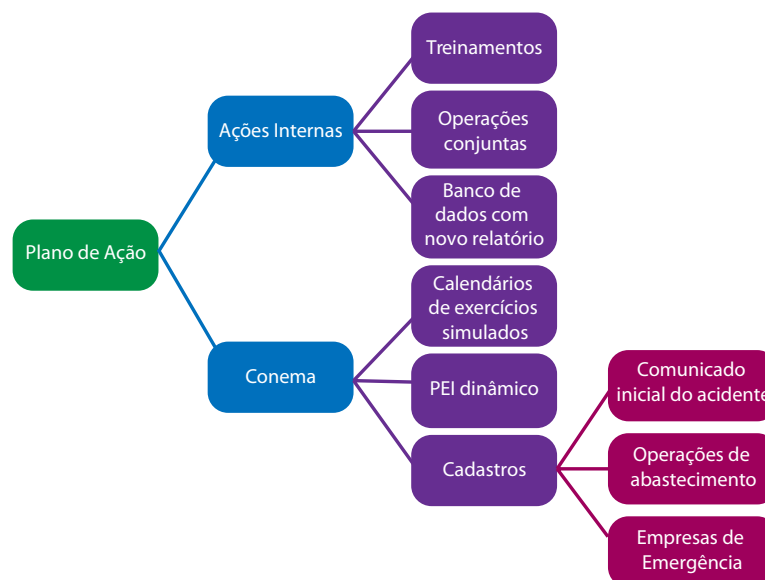 Plano de Ação
Ações Internas
Treinamentos
Operações
conjuntas
Banco de
dados com
novo relatório
Conema
Calendários
de exercícios
simulados
PEI dinâmico
Cadastros
Comunicado
inicial do acidente
Operações de
abastecimento
Empresas de
Emergência